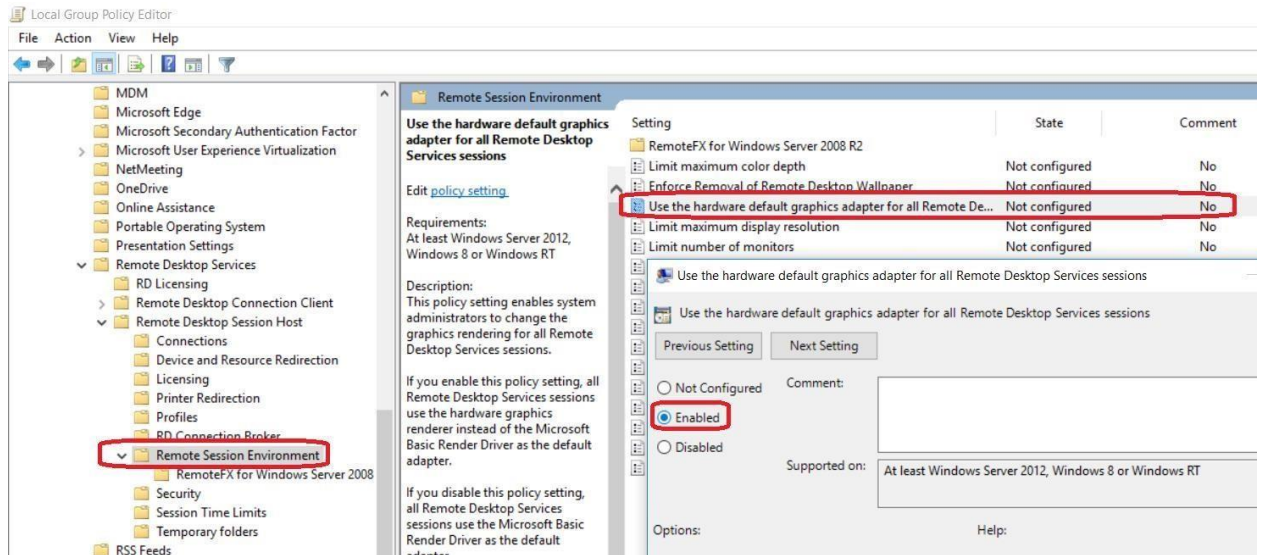 Local Group Policy Editor
File Action View Help
MDM
Microsoft Edge
Microsoft Secondary Authentication Factor
Microsoft User Experience Virtualization
NetMeeting
OneDrive
Online Assistance
Portable Operating System
Presentation Settings
Remote Desktop Services
RD Licensing
Remote Desktop Connection Client
Remote Desktop Session Host
Connections
Device and Resource Redirection
Licensing
Printer Redirection
Profiles
RD Connection Broker
Remote Session Environment
RemoteFX for Windows Server 2008
Security
Session Time Limits
Temporary folders
RSS Feeds
Remote Session Environment
Use the hardware default graphics
adapter for all Remote Desktop
Services sessions
Edit policy setting
Requirements:
At least Windows Server 2012,
Windows 8 or Windows RT
Description:
This policy setting enables system
administrators to change the
graphics rendering for all Remote
Desktop Services sessions.
If you enable this policy setting, all
Remote Desktop Services sessions
use the hardware graphics
renderer instead of the Microsoft
Basic Render Driver as the default
adapter.
If you disable this policy setting,
all Remote Desktop Services
sessions use the Microsoft Basic
Render Driver as the default
Setting State Comment
RemoteFX for Windows Server 2008 R2
Limit maximum color depth Not configured No
Enforce Removal of Remote Desktop Wallpaper Not configured No
Use the hardware default graphics adapter for all Remote De... Not configured No
Limit maximum display resolution Not configured No
Limit number of monitors Not configured No
Use the hardware default graphics adapter for all Remote Desktop Services sessions
Use the hardware default graphics adapter for all Remote Desktop Services sessions
Previous Setting Next Setting
Not Configured Comment:
Enabled
Disabled
Supported on: At least Windows Server 2012, Windows 8 or Windows RT
Options: Help: